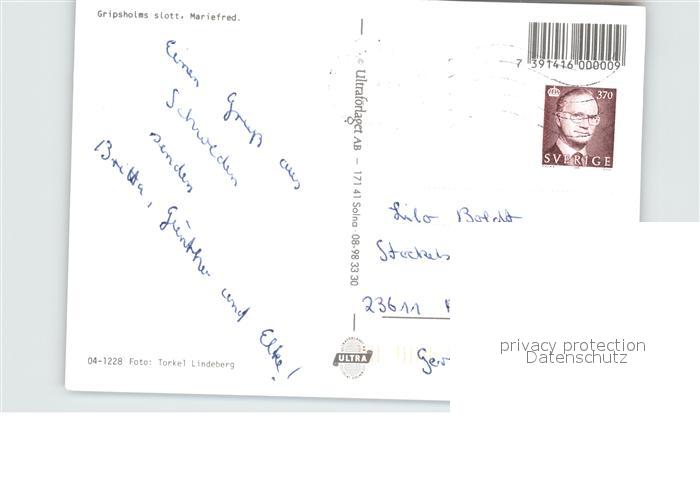 Gripsholms slott, Mariefred.
Einen Gruß aus
Schweden
senden
Britta, Günther und Elke!
04-1228 Foto: Torkel Lindeberg
© Ultraförlaget AB — 171 41 Solna · 08-98 33 30
ULTRA
7 391416 000009
370
SVERIGE
Lilo Boldt
23611
privacy protection
Datenschutz